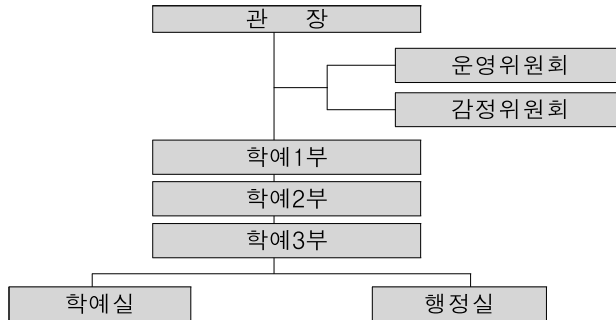 관 장
운영위원회
감정위원회
학예1부
학예2부
학예3부
학예실
행정실